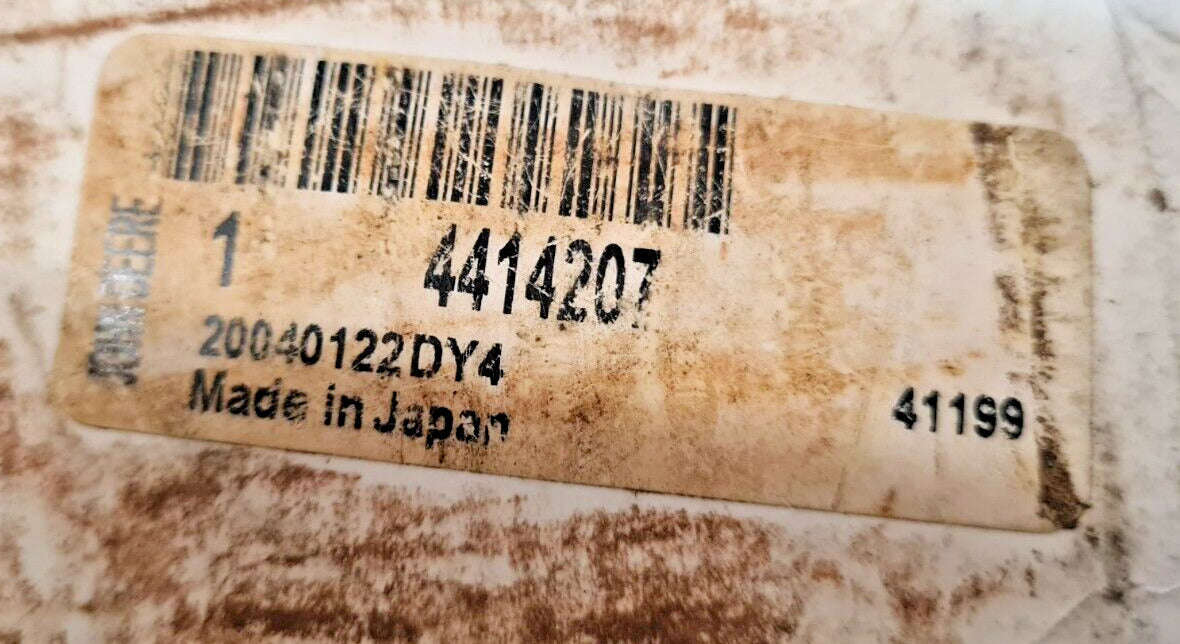 JOHN DEERE
1 4414207
20040122DY4
Made in Japan
41199